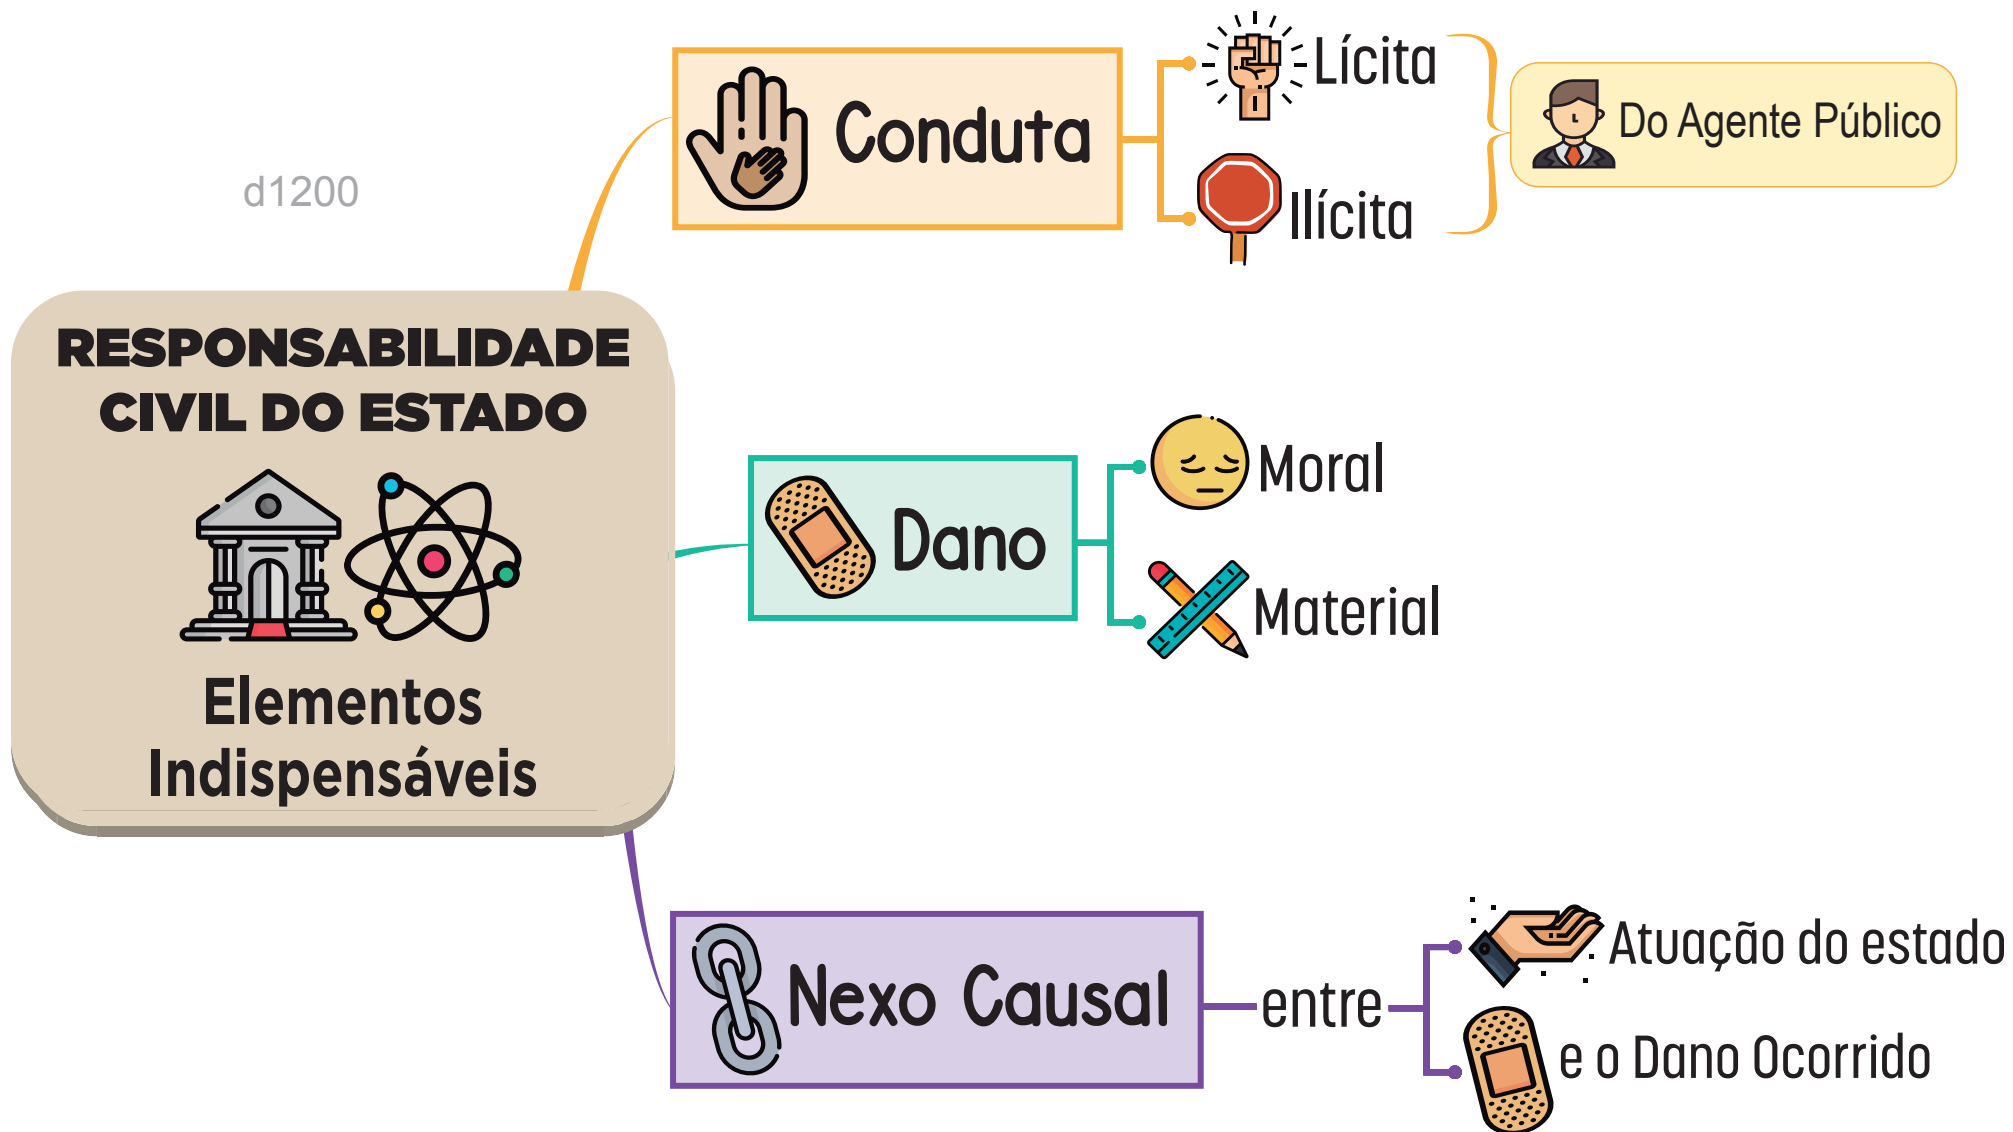 d1200
RESPONSABILIDADE
CIVIL DO ESTADO
Elementos
Indispensáveis
Conduta
Lícita
Ilícita
Do Agente Público
Dano
Moral
Material
Nexo Causal
entre
Atuação do estado
e o Dano Ocorrido